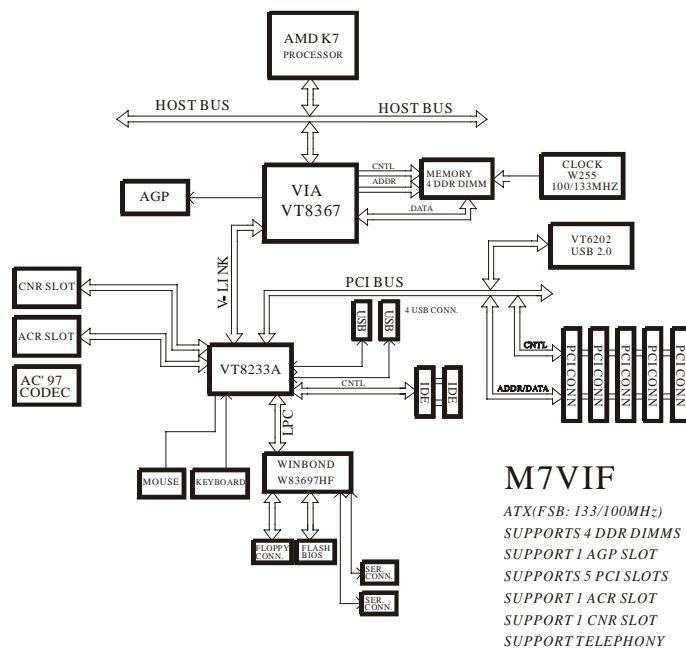 AMD K7
PROCESSOR
HOST BUS
HOST BUS
VIA
VT8367
CNTL
ADDR
DATA
MEMORY
4 DDR DIMM
CLOCK
W255
100/133MHZ
AGP
VT6202
USB 2.0
V-LINK
PCI BUS
CNR SLOT
ACR SLOT
AC' 97
CODEC
VT8233A
USB
USB
4 USB CONN.
CNTL
IDE
IDE
CNTL
ADDR/DATA
PCI CONN
PCI CONN
PCI CONN
PCI CONN
PCI CONN
LPC
MOUSE
KEYBOARD
WINBOND
W83697HF
FLOPPY
CONN.
FLASH
BIOS
SER.
CONN.
SER.
CONN.
M7VIF
ATX(FSB: 133/100MHz)
SUPPORTS 4 DDR DIMMS
SUPPORT 1 AGP SLOT
SUPPORTS 5 PCI SLOTS
SUPPORT 1 ACR SLOT
SUPPORT 1 CNR SLOT
SUPPORT TELEPHONY